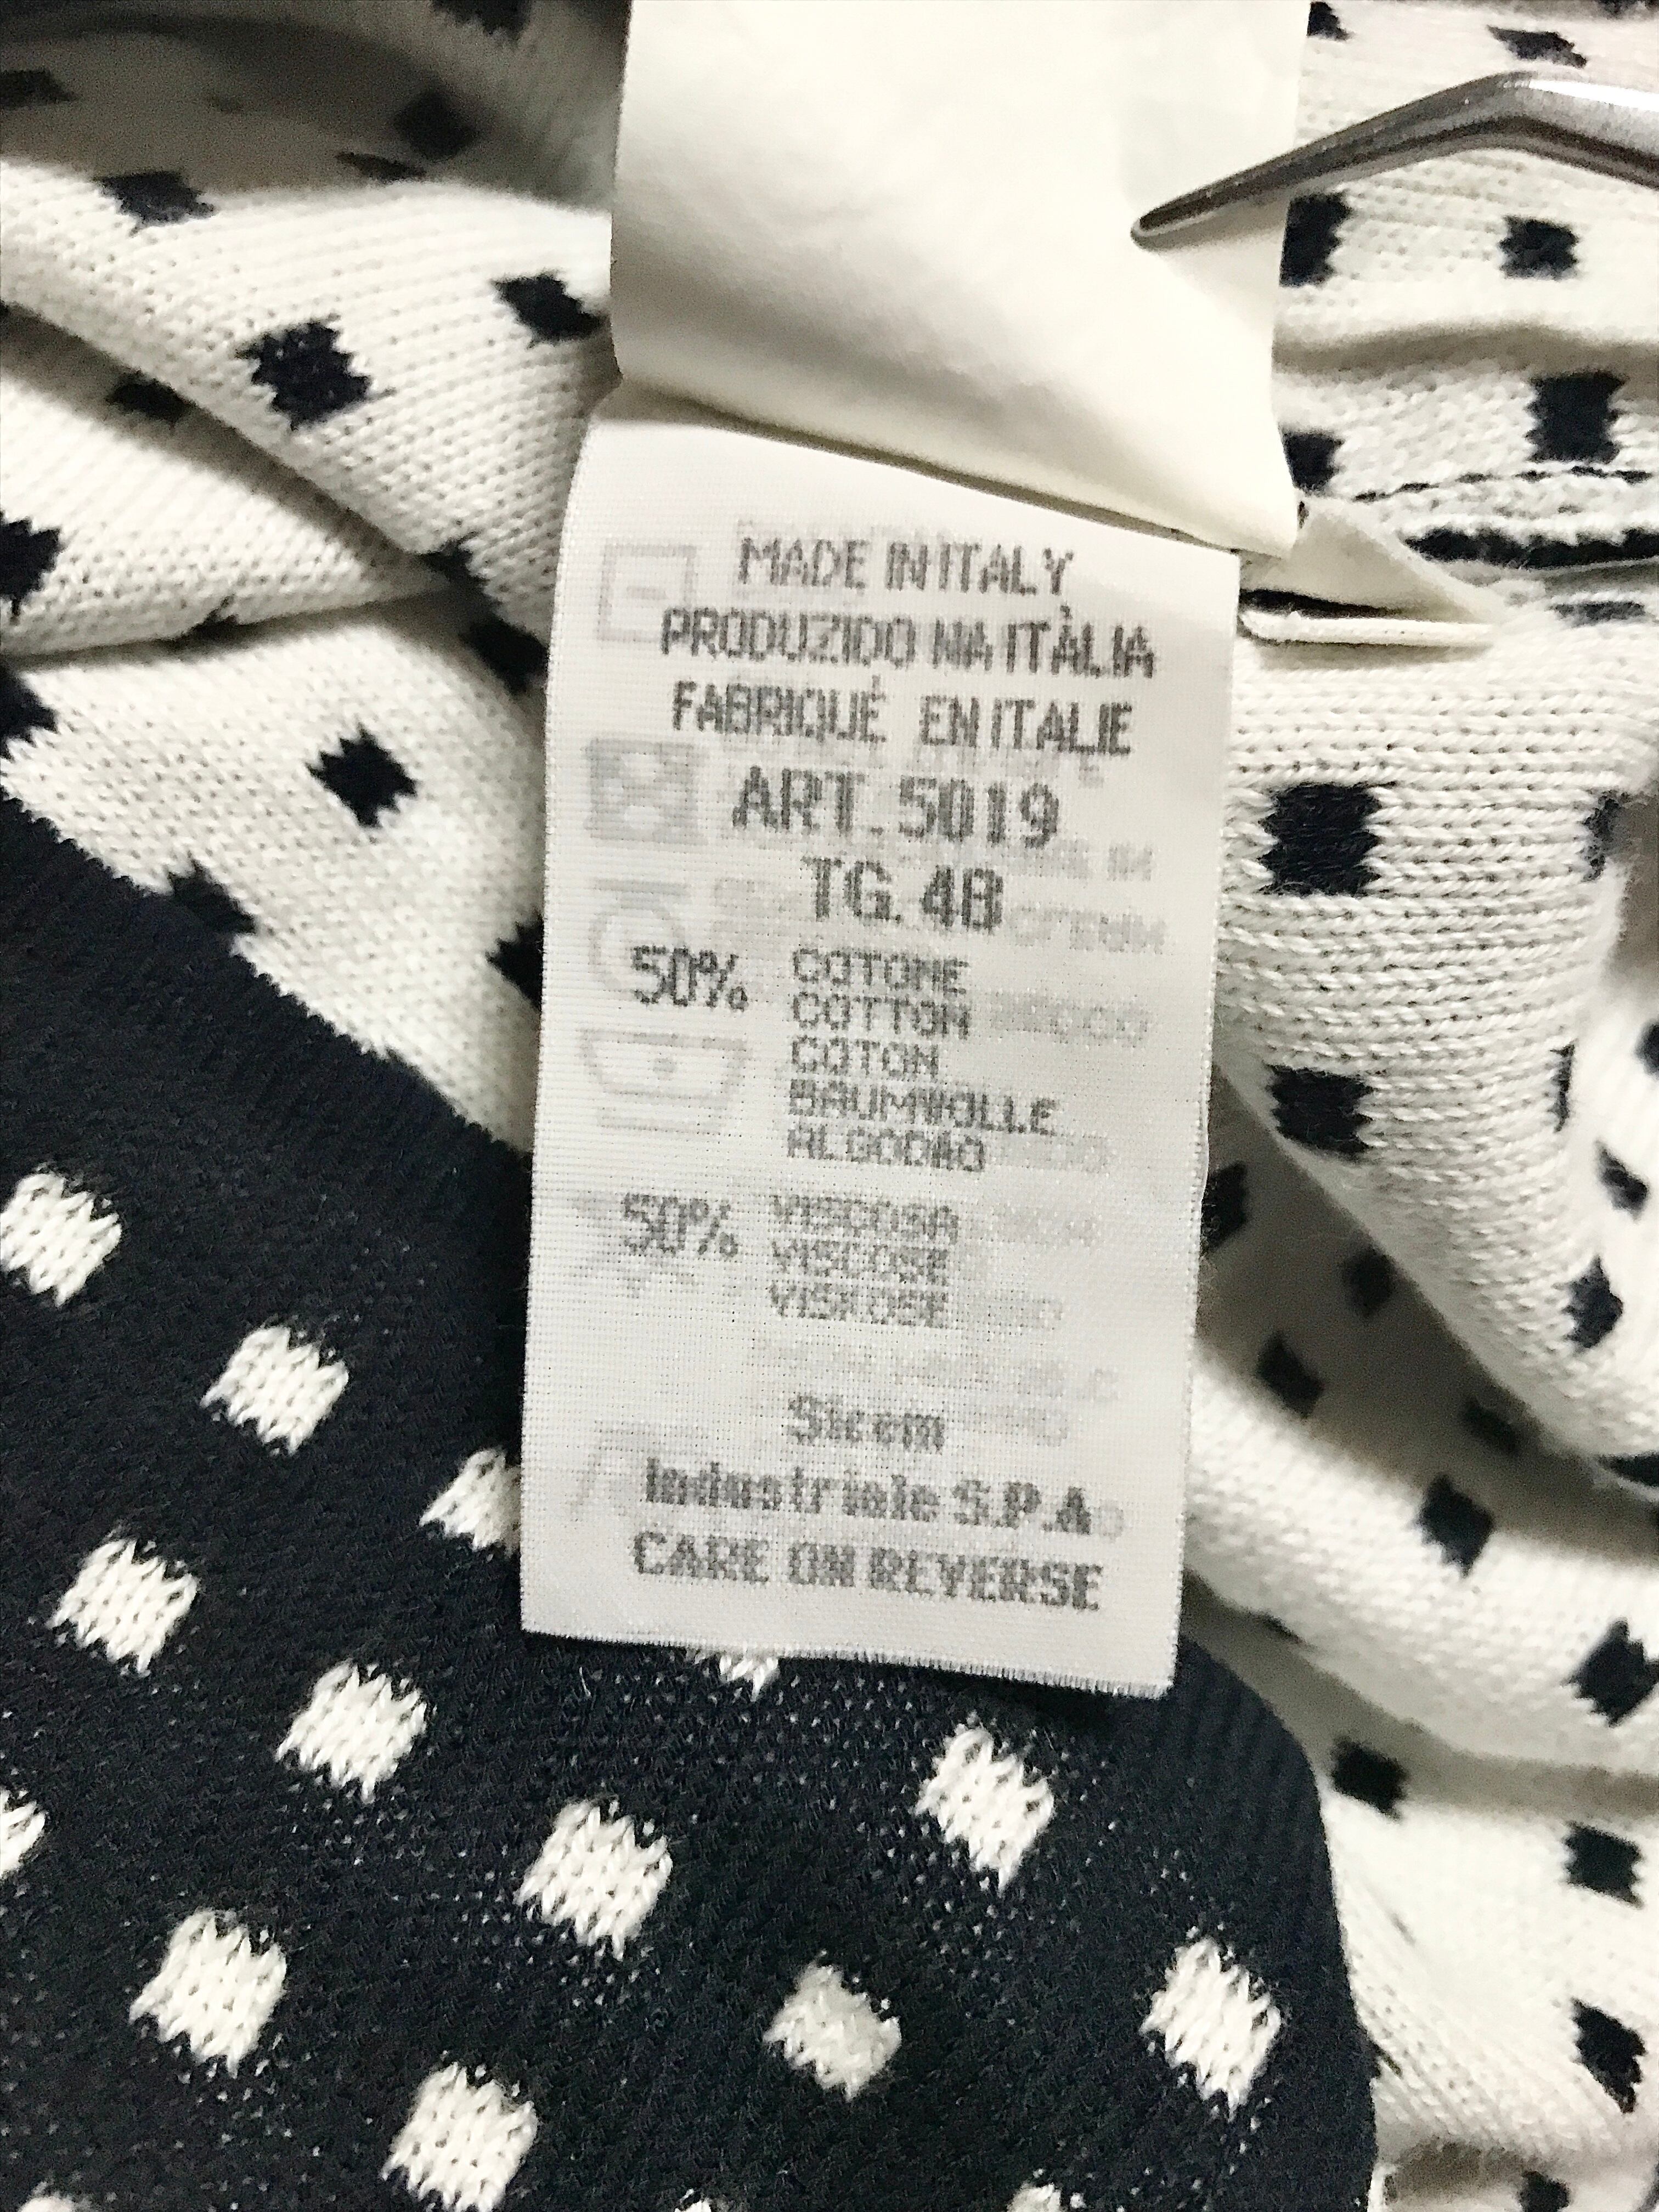 MADE IN ITALY
PRODUZIDO NA ITÀLIA
FABRIQUÉ EN ITALIE
ART. 5019
TG. 48
50% COTONE
COTTON
COTON
BAUMWOLLE
ALGODAO
50% VISCOSA
VISCOSE
VISKOSE
Sicem
Industriale S.P.A
CARE ON REVERSE